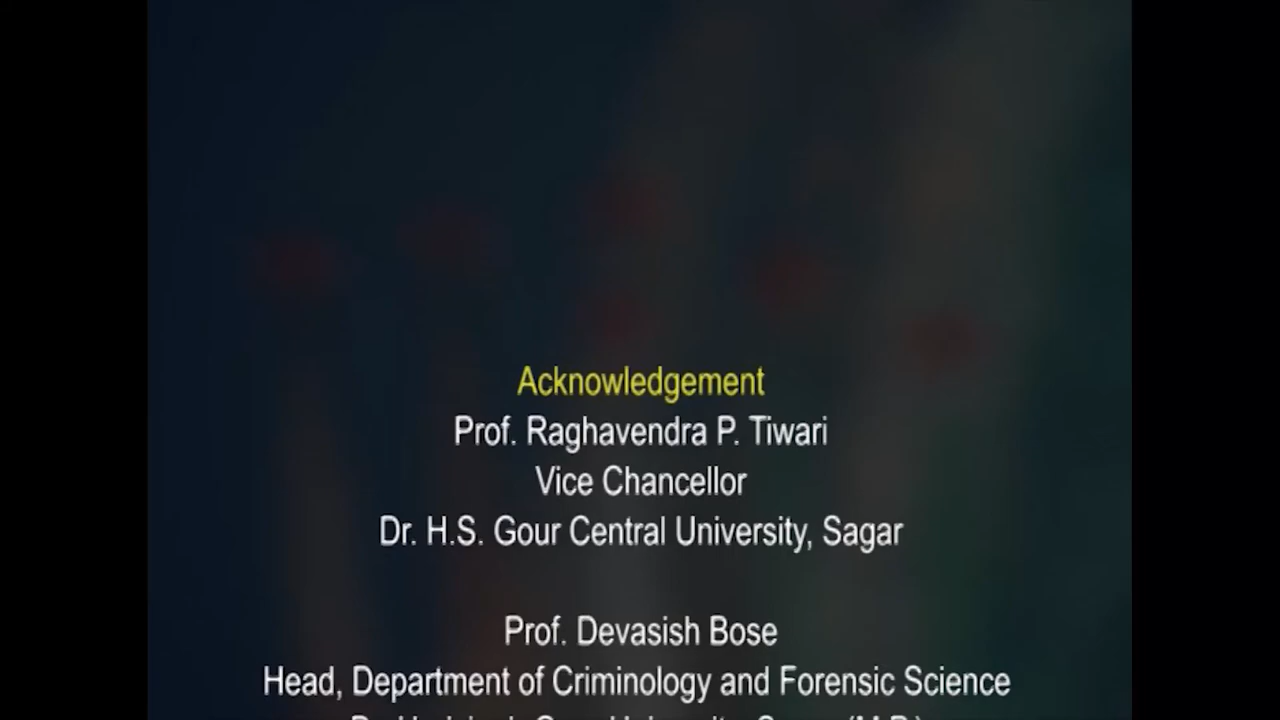 Acknowledgement
Prof. Raghavendra P. Tiwari
Vice Chancellor
Dr. H.S. Gour Central University, Sagar
Prof. Devasish Bose
Head, Department of Criminology and Forensic Science